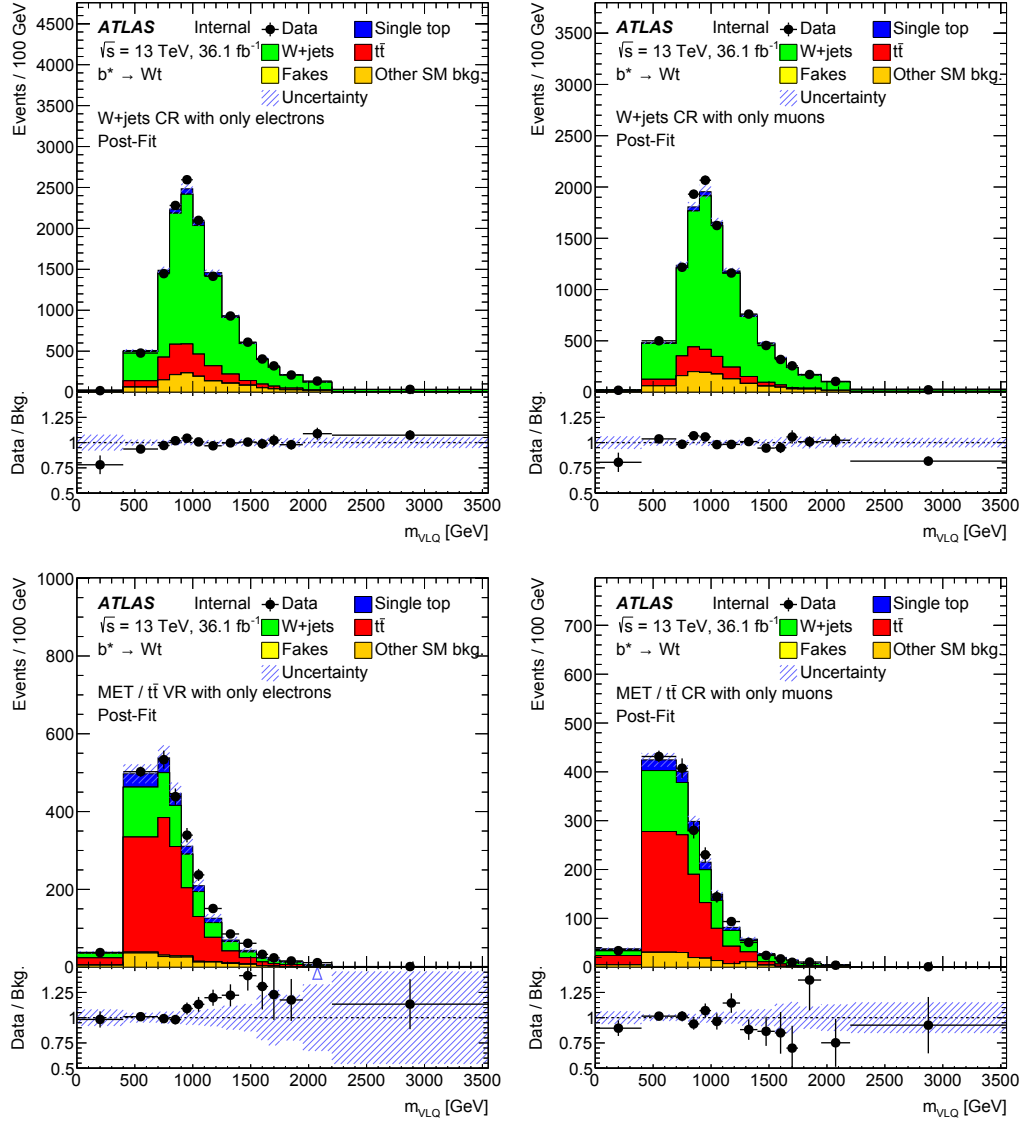 Events / 100 GeV
4500
4000
3500
3000
2500
2000
1500
1000
500
0
ATLAS Internal
√s = 13 TeV, 36.1 fb⁻¹
b* → Wt
Data
W+jets
Fakes
Uncertainty
Single top
tt̄
Other SM bkg.
W+jets CR with only electrons
Post-Fit
Data / Bkg.
1.25
1
0.75
0.5
0 500 1000 1500 2000 2500 3000 3500
m_VLQ [GeV]
Events / 100 GeV
3500
3000
2500
2000
1500
1000
500
0
ATLAS Internal
√s = 13 TeV, 36.1 fb⁻¹
b* → Wt
Data
W+jets
Fakes
Uncertainty
Single top
tt̄
Other SM bkg.
W+jets CR with only muons
Post-Fit
Data / Bkg.
1.25
1
0.75
0.5
0 500 1000 1500 2000 2500 3000 3500
m_VLQ [GeV]
Events / 100 GeV
1000
800
600
400
200
0
ATLAS Internal
√s = 13 TeV, 36.1 fb⁻¹
b* → Wt
Data
W+jets
Fakes
Uncertainty
Single top
tt̄
Other SM bkg.
MET / tt̄ VR with only electrons
Post-Fit
Data / Bkg.
1.25
1
0.75
0.5
0 500 1000 1500 2000 2500 3000 3500
m_VLQ [GeV]
Events / 100 GeV
700
600
500
400
300
200
100
0
ATLAS Internal
√s = 13 TeV, 36.1 fb⁻¹
b* → Wt
Data
W+jets
Fakes
Uncertainty
Single top
tt̄
Other SM bkg.
MET / tt̄ CR with only muons
Post-Fit
Data / Bkg.
1.25
1
0.75
0.5
0 500 1000 1500 2000 2500 3000 3500
m_VLQ [GeV]